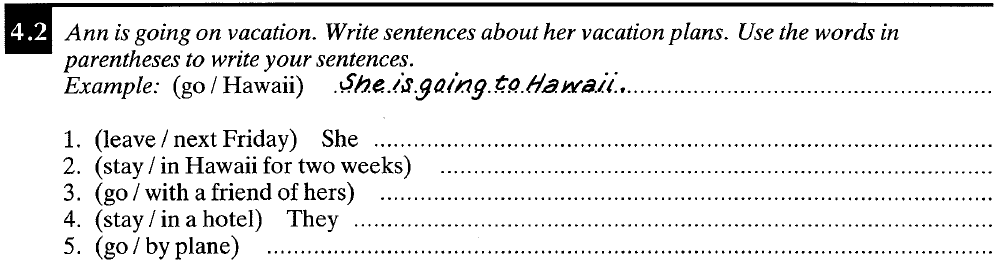 4.2 Ann is going on vacation. Write sentences about her vacation plans. Use the words in
parentheses to write your sentences.
Example: (go / Hawaii) She is going to Hawaii.
1. (leave / next Friday) She ..........
2. (stay / in Hawaii for two weeks) ..........
3. (go / with a friend of hers) ..........
4. (stay / in a hotel) They ..........
5. (go / by plane) ..........